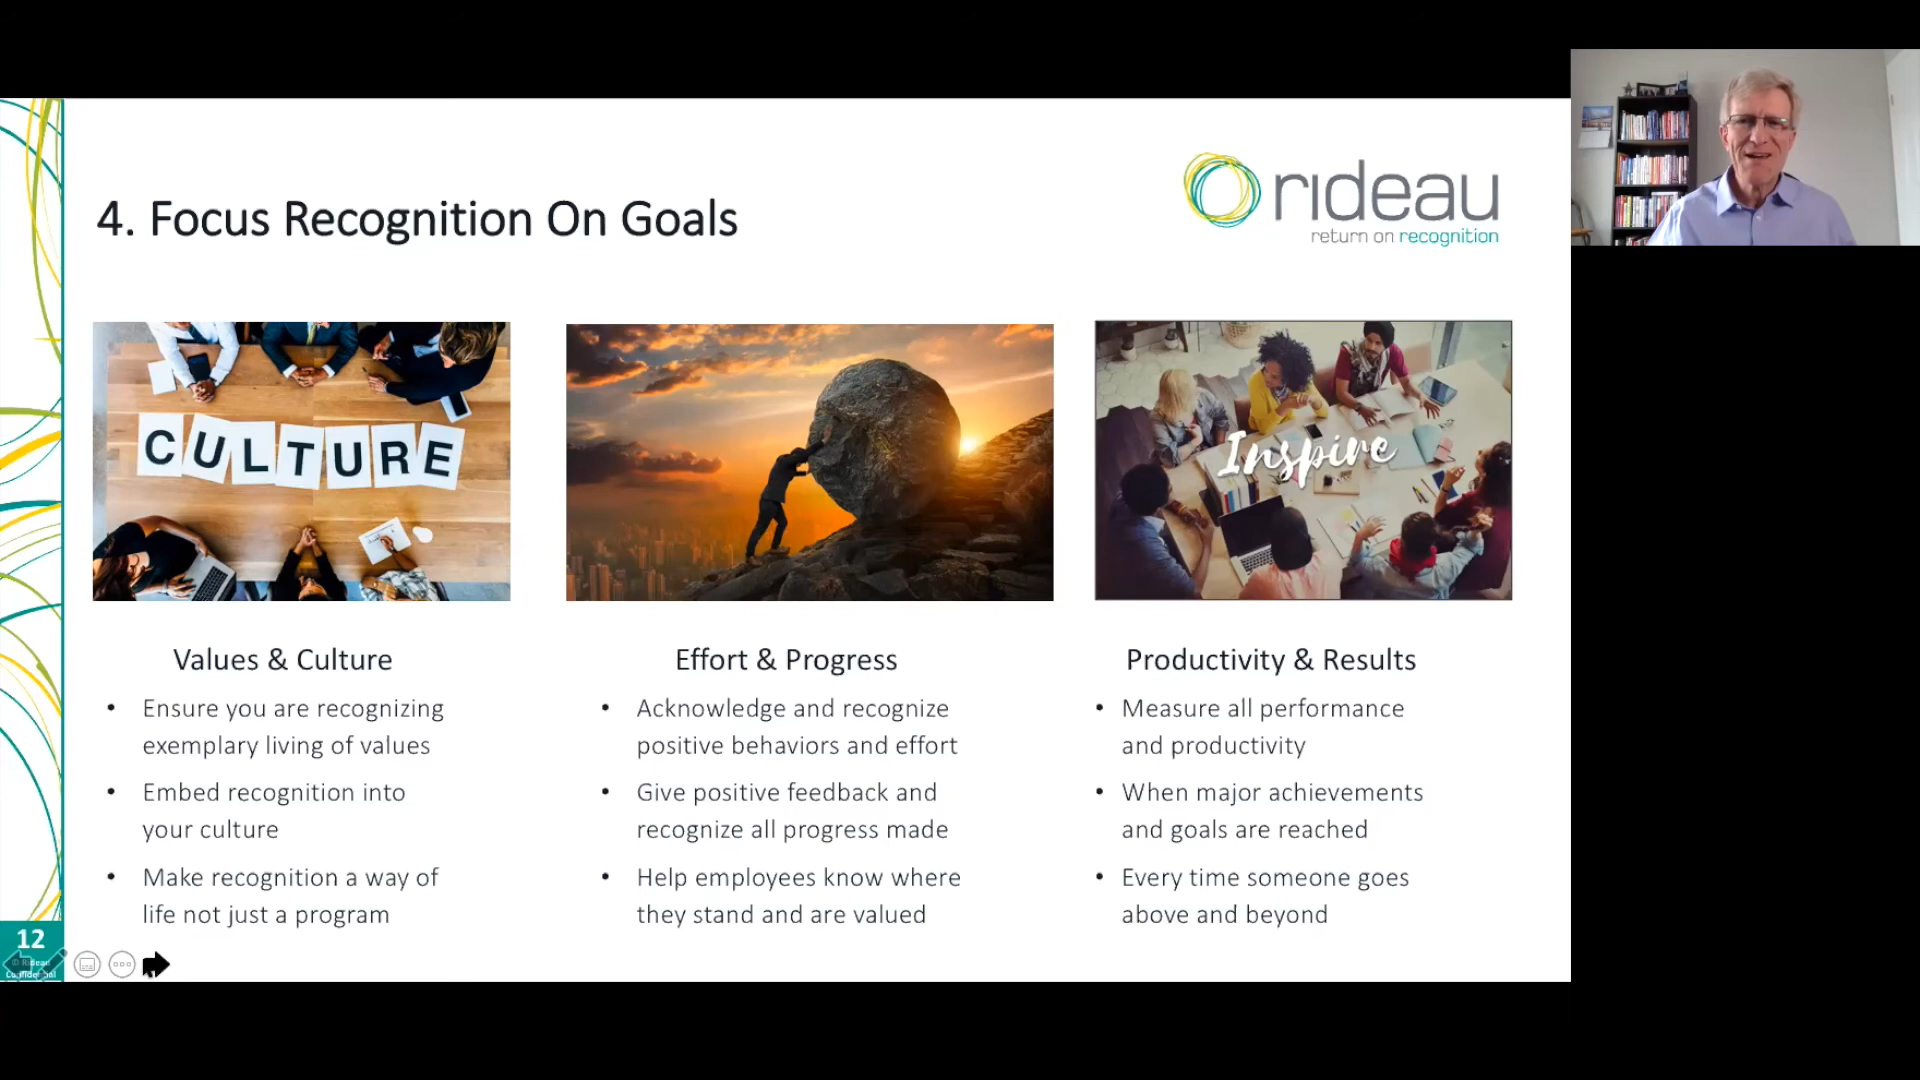 4. Focus Recognition On Goals
rideau
return on recognition
CULTURE
Inspire
Values & Culture
• Ensure you are recognizing
exemplary living of values
• Embed recognition into
your culture
• Make recognition a way of
life not just a program
Effort & Progress
• Acknowledge and recognize
positive behaviors and effort
• Give positive feedback and
recognize all progress made
• Help employees know where
they stand and are valued
Productivity & Results
• Measure all performance
and productivity
• When major achievements
and goals are reached
• Every time someone goes
above and beyond
12
© Rideau
Confidential